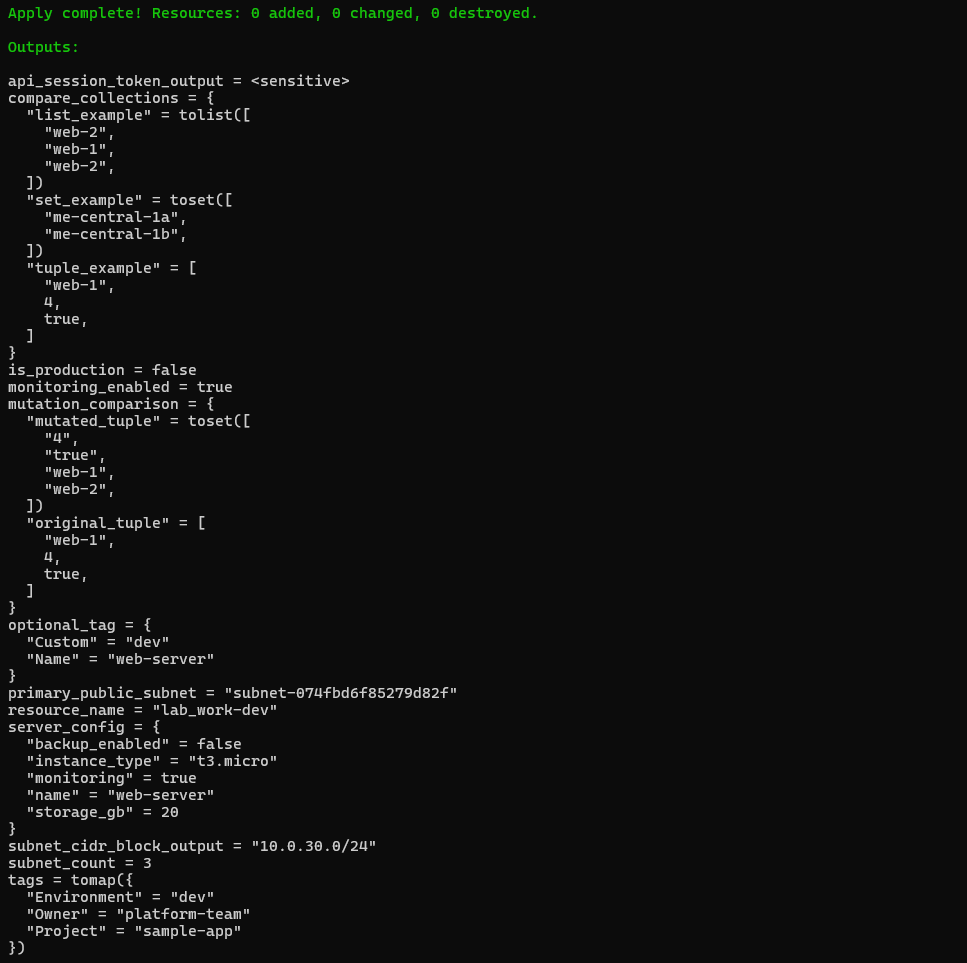 Apply complete! Resources: 0 added, 0 changed, 0 destroyed.

Outputs:

api_session_token_output = <sensitive>
compare_collections = {
  "list_example" = tolist([
    "web-2",
    "web-1",
    "web-2",
  ])
  "set_example" = toset([
    "me-central-1a",
    "me-central-1b",
  ])
  "tuple_example" = [
    "web-1",
    4,
    true,
  ]
}
is_production = false
monitoring_enabled = true
mutation_comparison = {
  "mutated_tuple" = toset([
    "4",
    "true",
    "web-1",
    "web-2",
  ])
  "original_tuple" = [
    "web-1",
    4,
    true,
  ]
}
optional_tag = {
  "Custom" = "dev"
  "Name" = "web-server"
}
primary_public_subnet = "subnet-074fbd6f85279d82f"
resource_name = "lab_work-dev"
server_config = {
  "backup_enabled" = false
  "instance_type" = "t3.micro"
  "monitoring" = true
  "name" = "web-server"
  "storage_gb" = 20
}
subnet_cidr_block_output = "10.0.30.0/24"
subnet_count = 3
tags = tomap({
  "Environment" = "dev"
  "Owner" = "platform-team"
  "Project" = "sample-app"
})